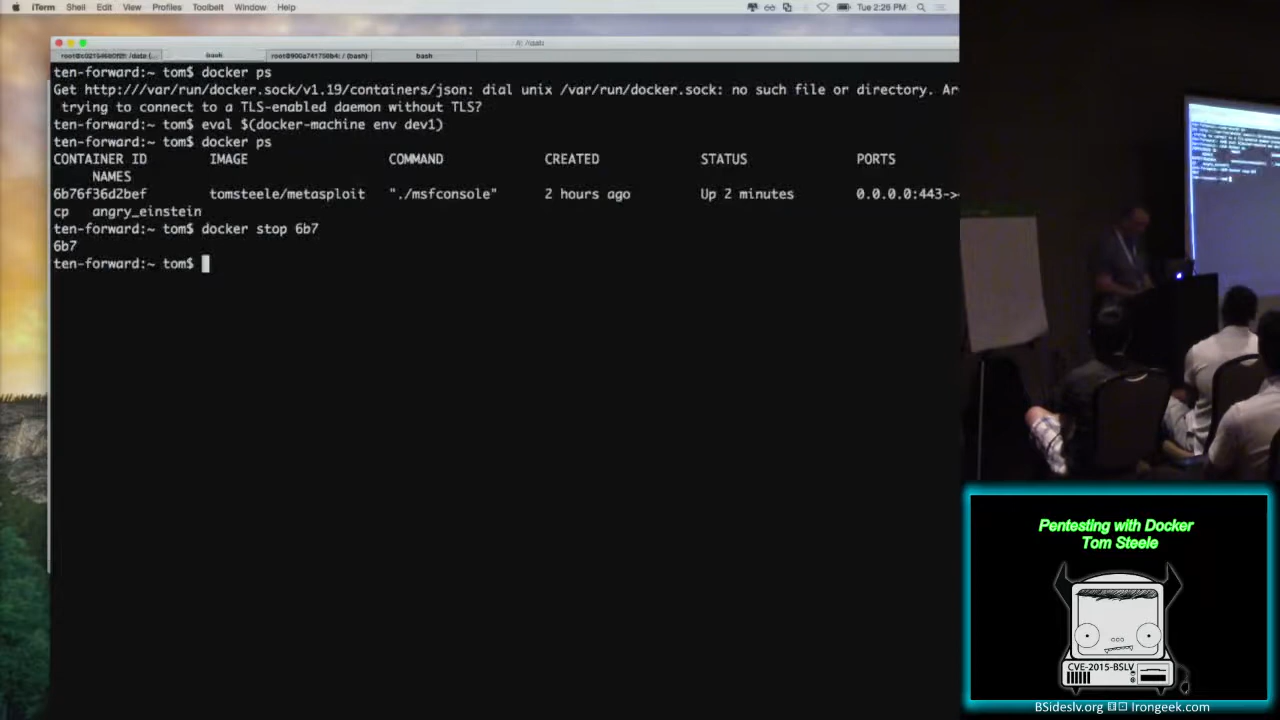 iTerm Shell Edit View Profiles Toolbelt Window Help
Tue 2:26 PM
bash
bash
ten-forward:~ tom$ docker ps
Get http:///var/run/docker.sock/v1.19/containers/json: dial unix /var/run/docker.sock: no such file or directory. Ar
trying to connect to a TLS-enabled daemon without TLS?
ten-forward:~ tom$ eval $(docker-machine env dev1)
ten-forward:~ tom$ docker ps
CONTAINER ID IMAGE COMMAND CREATED STATUS PORTS
NAMES
6b76f36d2bef tomsteele/metasploit "./msfconsole" 2 hours ago Up 2 minutes 0.0.0.0:443->
cp angry_einstein
ten-forward:~ tom$ docker stop 6b7
6b7
ten-forward:~ tom$
Pentesting with Docker
Tom Steele
CVE-2015-BSLV
BSideslv.org Irongeek.com